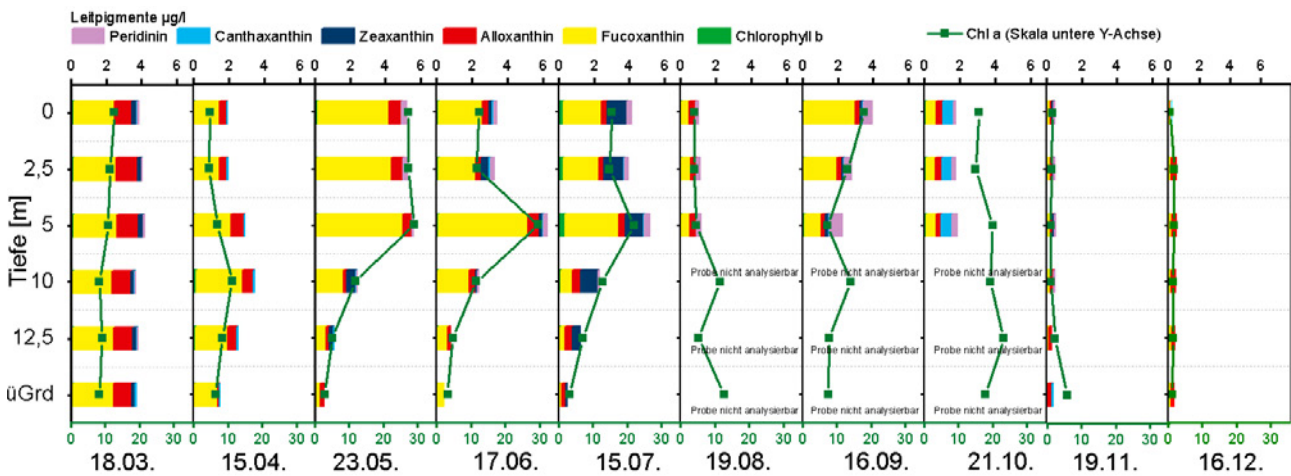 Leitpigmente µg/l
Peridinin Canthaxanthin Zeaxanthin Alloxanthin Fucoxanthin Chlorophyll b Chl a (Skala untere Y-Achse)
0 2 4 6 0 2 4 6 0 2 4 6 0 2 4 6 0 2 4 6 0 2 4 6 0 2 4 6 0 2 4 6 0 2 4 6 0 2 4 6
Tiefe [m]
0
2,5
5
10
Probe nicht analysierbar Probe nicht analysierbar Probe nicht analysierbar
12,5
Probe nicht analysierbar Probe nicht analysierbar Probe nicht analysierbar
üGrd
Probe nicht analysierbar Probe nicht analysierbar Probe nicht analysierbar
0 10 20 30 0 10 20 30 0 10 20 30 0 10 20 30 0 10 20 30 0 10 20 30 0 10 20 30 0 10 20 30 0 10 20 30 0 10 20 30
18.03. 15.04. 23.05. 17.06. 15.07. 19.08. 16.09. 21.10. 19.11. 16.12.